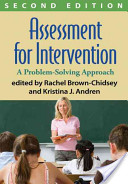 SECOND EDITION
Assessment
for Intervention
A Problem-Solving Approach
edited by Rachel Brown-Chidsey
and Kristina J. Andren